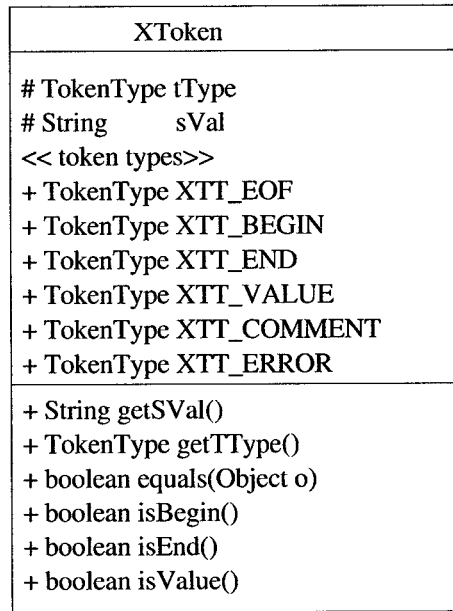 XToken
# TokenType tType
# String sVal
<< token types>>
+ TokenType XTT_EOF
+ TokenType XTT_BEGIN
+ TokenType XTT_END
+ TokenType XTT_VALUE
+ TokenType XTT_COMMENT
+ TokenType XTT_ERROR
+ String getSVal()
+ TokenType getTType()
+ boolean equals(Object o)
+ boolean isBegin()
+ boolean isEnd()
+ boolean isValue()